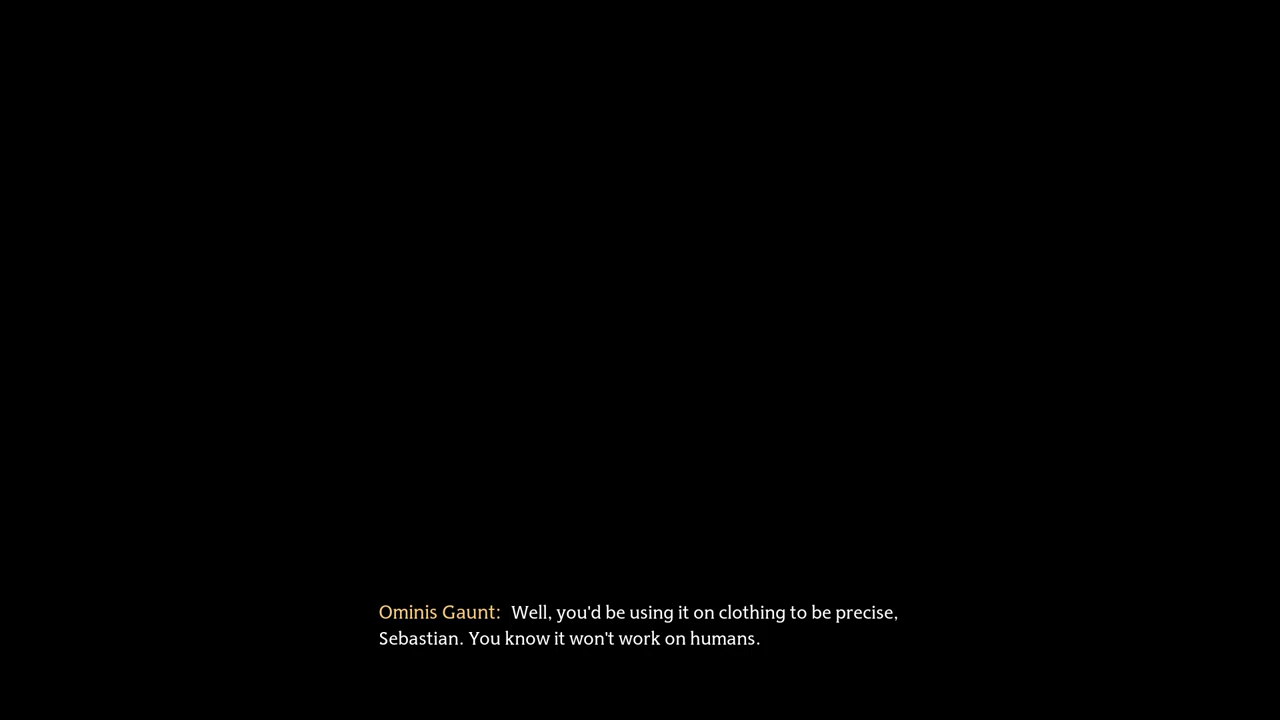 Ominis Gaunt: Well, you'd be using it on clothing to be precise,
Sebastian. You know it won't work on humans.